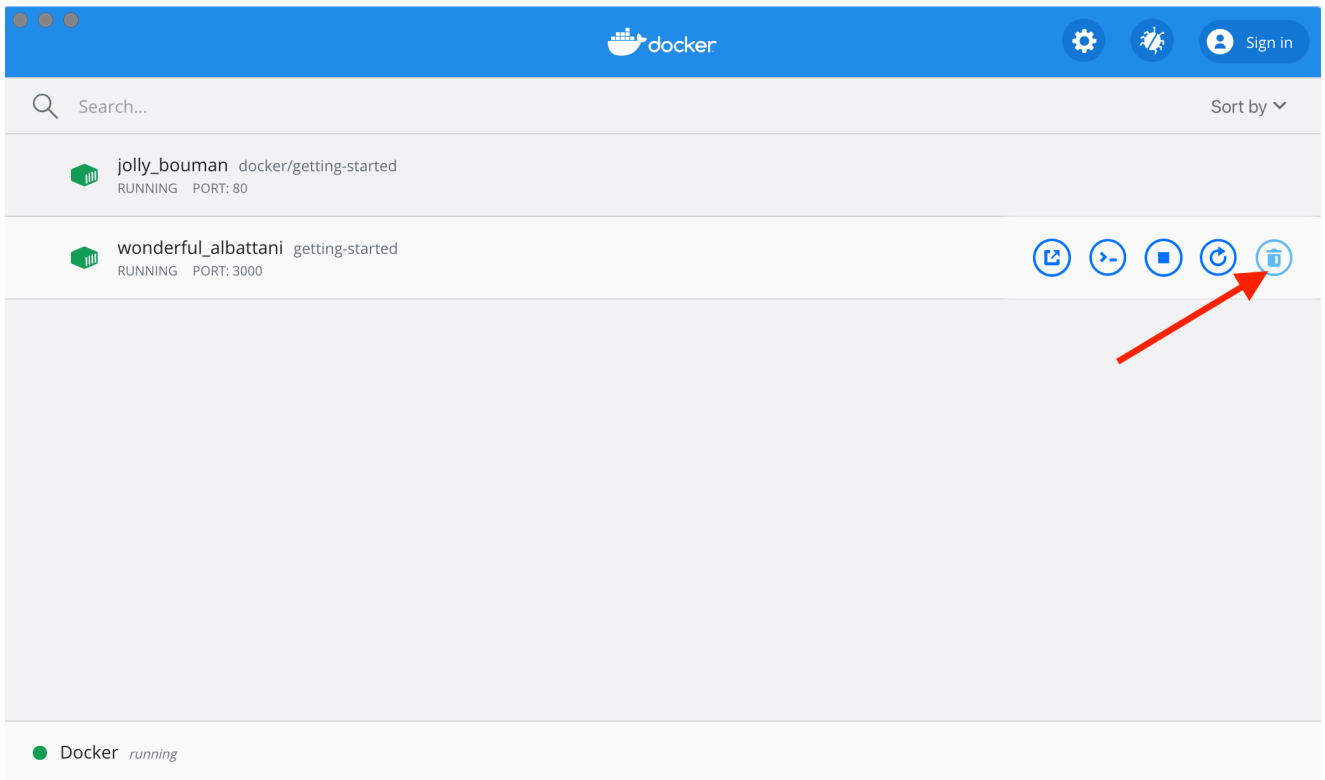 docker
Sign in
Search...
Sort by
jolly_bouman docker/getting-started
RUNNING PORT: 80
wonderful_albattani getting-started
RUNNING PORT: 3000
Docker running